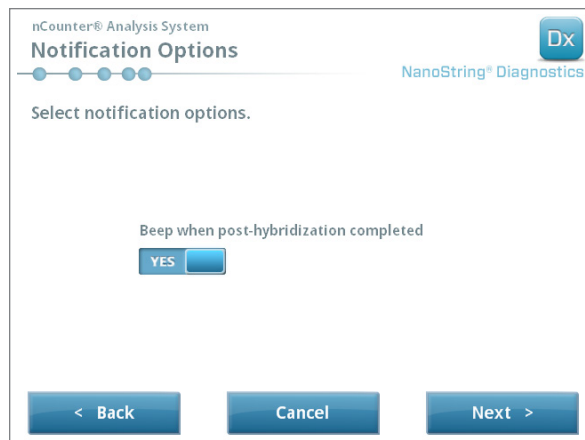 nCounter® Analysis System
Notification Options
Dx
NanoString® Diagnostics
Select notification options.
Beep when post-hybridization completed
YES
< Back
Cancel
Next >